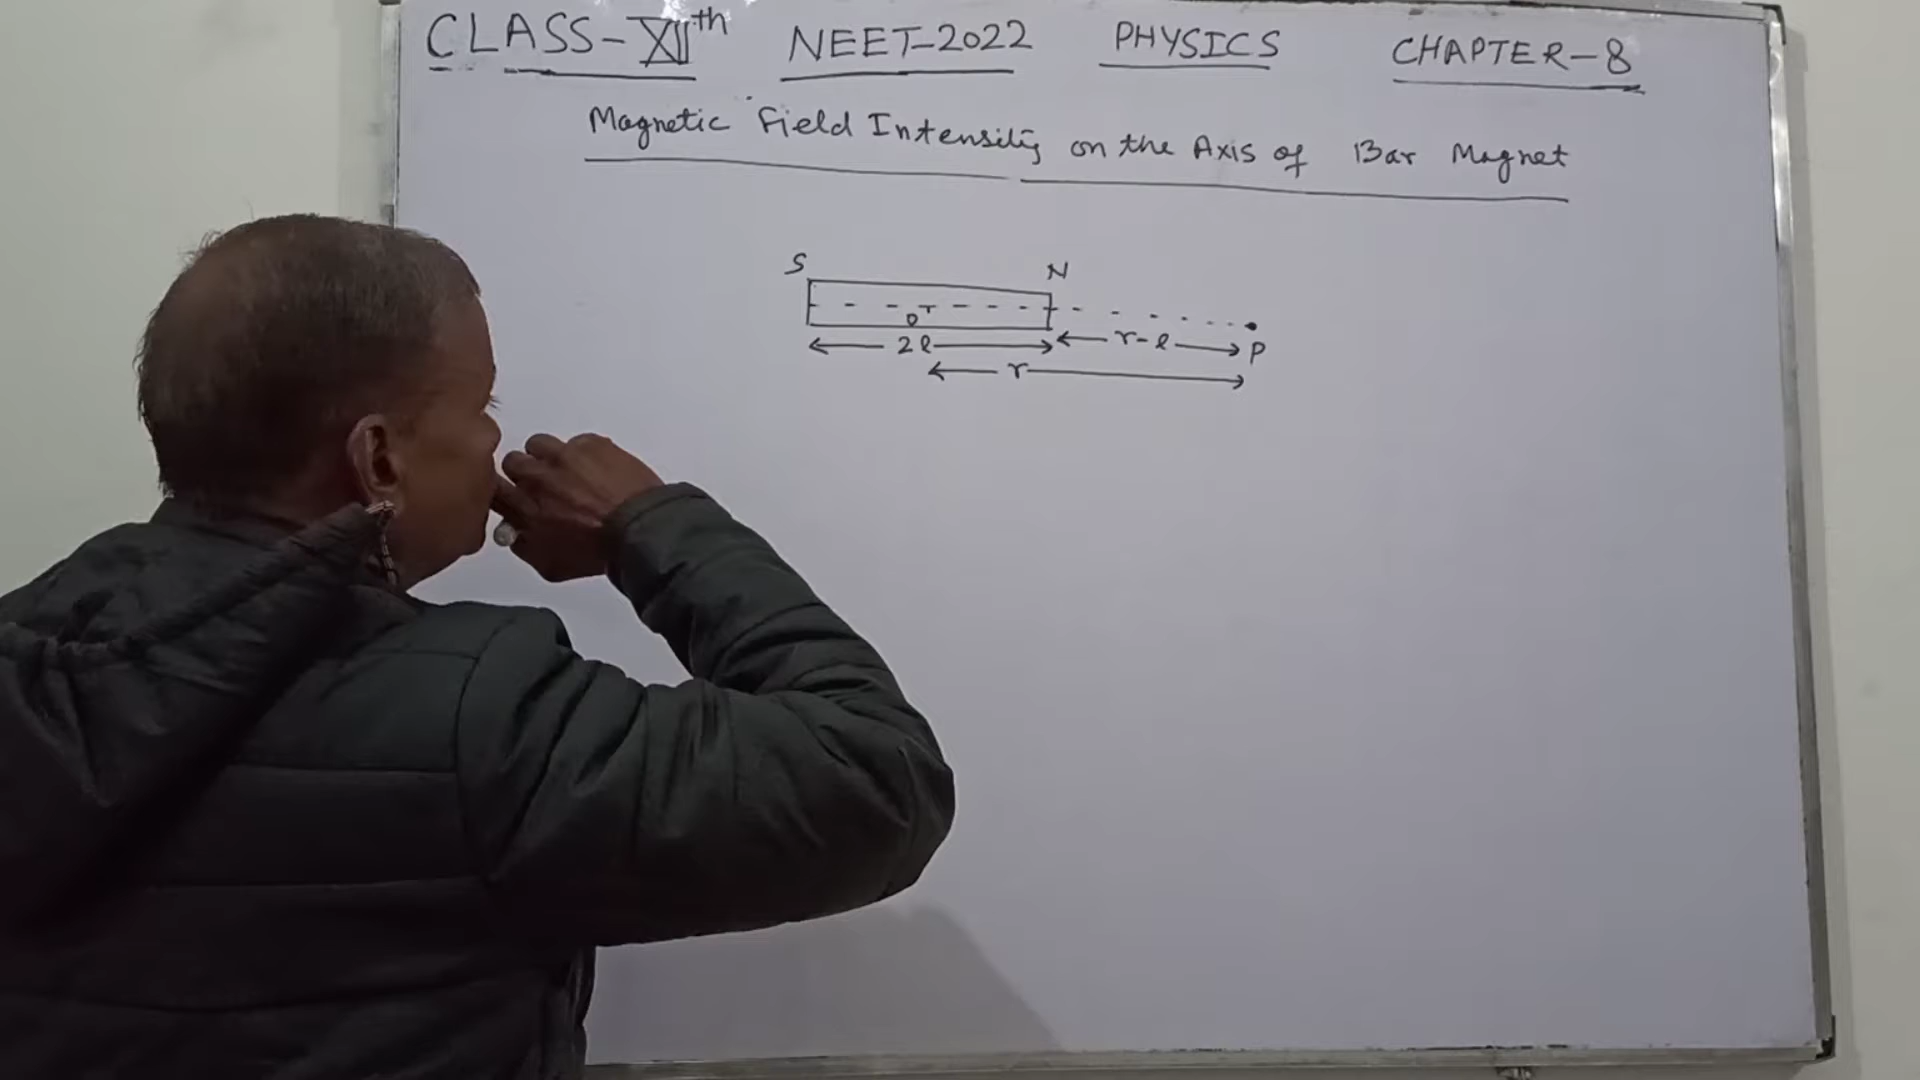 CLASS-XIIth NEET-2022 PHYSICS CHAPTER-8
Magnetic Field Intensity on the Axis of Bar Magnet
S N
O
2l r-l P
r